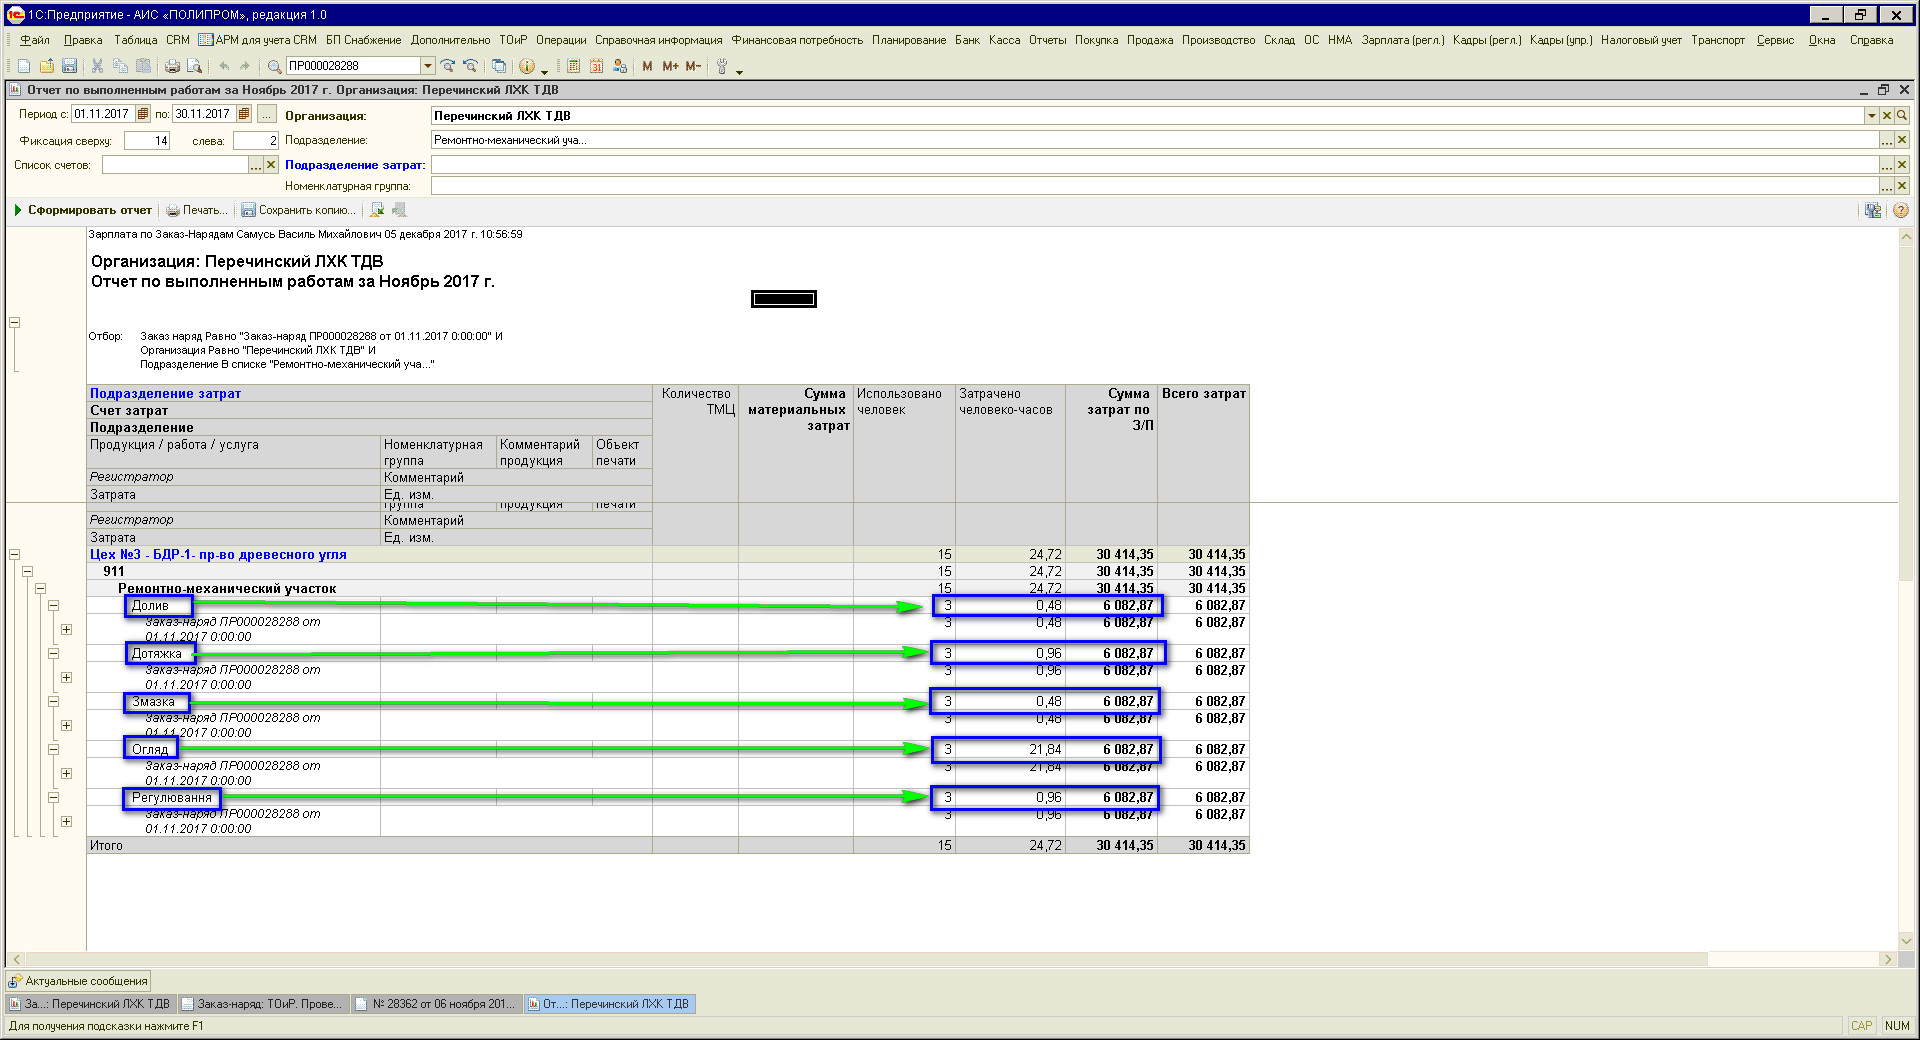 1С:Предприятие - АИС «ПОЛИПРОМ», редакция 1.0
Файл Правка Таблица CRM АРМ для учета CRM БП Снабжение Дополнительно ТОиР Операции Справочная информация Финансовая потребность Планирование Банк Касса Отчеты Покупка Продажа Производство Склад ОС НМА Зарплата (регл.) Кадры (регл.) Кадры (упр.) Налоговый учет Транспорт Сервис Окна Справка
ПР000028288 31 M M+ M-
Отчет по выполненным работам за Ноябрь 2017 г. Организация: Перечинский ЛХК ТДВ
Период с: 01.11.2017 по: 30.11.2017 ... Организация: Перечинский ЛХК ТДВ
Фиксация сверху: 14 слева: 2 Подразделение: Ремонтно-механический уча... ...
Список счетов: ... Подразделение затрат: ...
Номенклатурная группа: ...
Сформировать отчет Печать... Сохранить копию...
Зарплата по Заказ-Нарядам Самусь Василь Михайлович 05 декабря 2017 г. 10:56:59
Организация: Перечинский ЛХК ТДВ
Отчет по выполненным работам за Ноябрь 2017 г.
Отбор: Заказ наряд Равно "Заказ-наряд ПР000028288 от 01.11.2017 0:00:00" И
Организация Равно "Перечинский ЛХК ТДВ" И
Подразделение В списке "Ремонтно-механический уча..."
Подразделение затрат Количество Сумма Использовано Затрачено Сумма Всего затрат
Счет затрат ТМЦ материальных человек человеко-часов затрат по
Подразделение затрат З/П
Продукция / работа / услуга Номенклатурная Комментарий Объект
группа продукция печати
Регистратор Комментарий
Затрата Ед. изм.
группа продукция печати
Регистратор Комментарий
Затрата Ед. изм.
Цех №3 - БДР-1- пр-во древесного угля 15 24,72 30 414,35 30 414,35
911 15 24,72 30 414,35 30 414,35
Ремонтно-механический участок 15 24,72 30 414,35 30 414,35
Долив 3 0,48 6 082,87 6 082,87
Заказ-наряд ПР000028288 от 3 0,48 6 082,87 6 082,87
01.11.2017 0:00:00
Дотяжка 3 0,96 6 082,87 6 082,87
Заказ-наряд ПР000028288 от 3 0,96 6 082,87 6 082,87
01.11.2017 0:00:00
Змазка 3 0,48 6 082,87 6 082,87
Заказ-наряд ПР000028288 от 3 0,48 6 082,87 6 082,87
01.11.2017 0:00:00
Огляд 3 21,84 6 082,87 6 082,87
Заказ-наряд ПР000028288 от 3 21,84 6 082,87 6 082,87
01.11.2017 0:00:00
Регулювання 3 0,96 6 082,87 6 082,87
Заказ-наряд ПР000028288 от 3 0,96 6 082,87 6 082,87
01.11.2017 0:00:00
Итого 15 24,72 30 414,35 30 414,35
Актуальные сообщения
За...: Перечинский ЛХК ТДВ Заказ-наряд: ТОиР. Прове... № 28362 от 06 ноября 201... От...: Перечинский ЛХК ТДВ
Для получения подсказки нажмите F1 CAP NUM